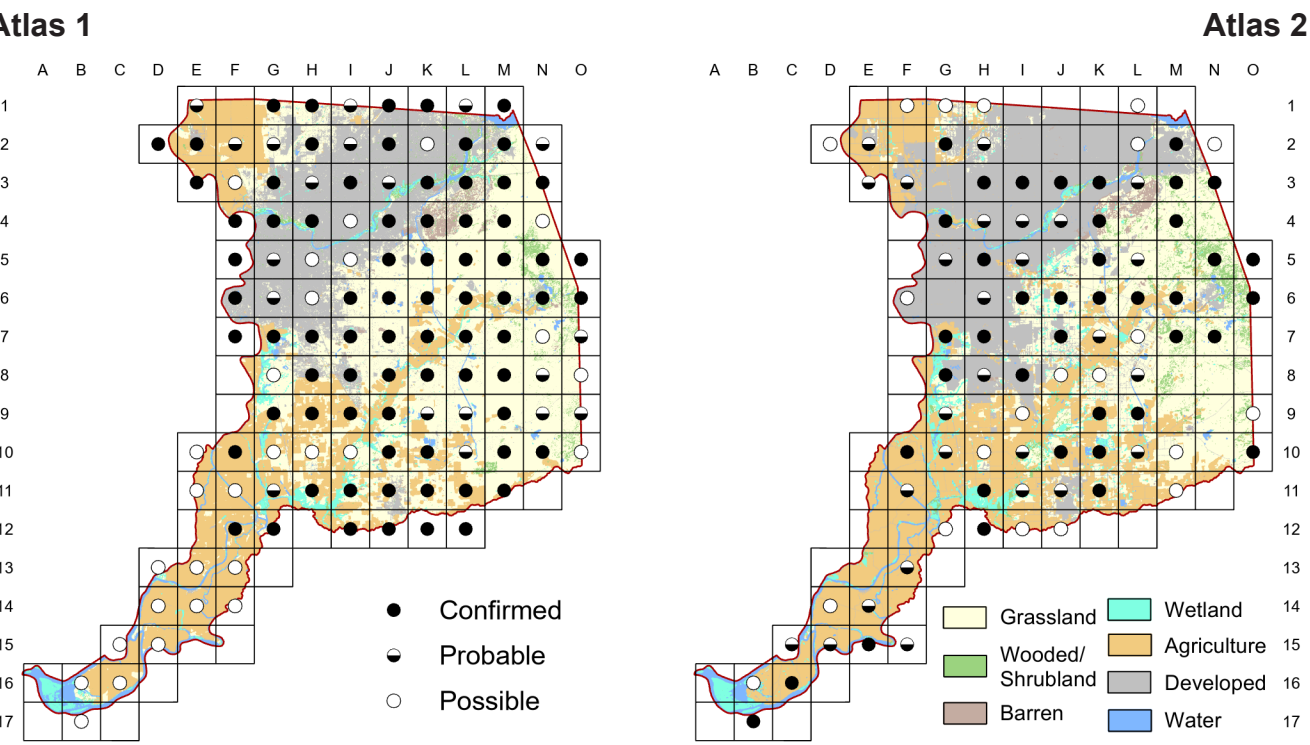 Atlas 1
Atlas 2
A B C D E F G H I J K L M N O
A B C D E F G H I J K L M N O
1
2
3
4
5
6
7
8
9
10
11
12
13
14
15
16
17
1
2
3
4
5
6
7
8
9
10
11
12
13
14
15
16
17
Confirmed
Probable
Possible
Grassland
Wooded/
Shrubland
Barren
Wetland
Agriculture
Developed
Water